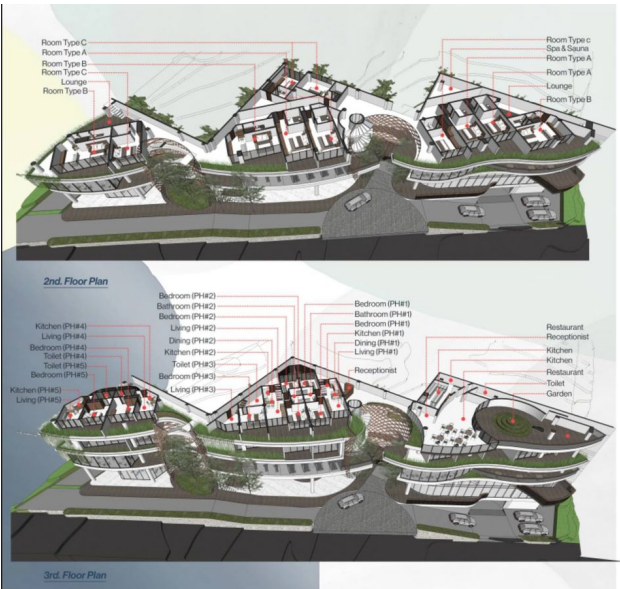 Room Type C
Room Type A
Room Type B
Room Type C
Lounge
Room Type B
Room Type c
Spa & Sauna
Room Type A
Room Type A
Lounge
Room Type B
2nd. Floor Plan
Bedroom (PH#2)
Bathroom (PH#2)
Bedroom (PH#2)
Living (PH#2)
Dining (PH#2)
Kitchen (PH#2)
Toilet (PH#3)
Bedroom (PH#3)
Living (PH#3)
Kitchen (PH#4)
Living (PH#4)
Bedroom (PH#4)
Toilet (PH#4)
Toilet (PH#5)
Bedroom (PH#5)
Kitchen (PH#5)
Living (PH#5)
Bedroom (PH#1)
Bathroom (PH#1)
Bedroom (PH#1)
Kitchen (PH#1)
Dining (PH#1)
Living (PH#1)
Receptionist
Restaurant
Receptionist
Kitchen
Kitchen
Restaurant
Toilet
Garden
3rd. Floor Plan